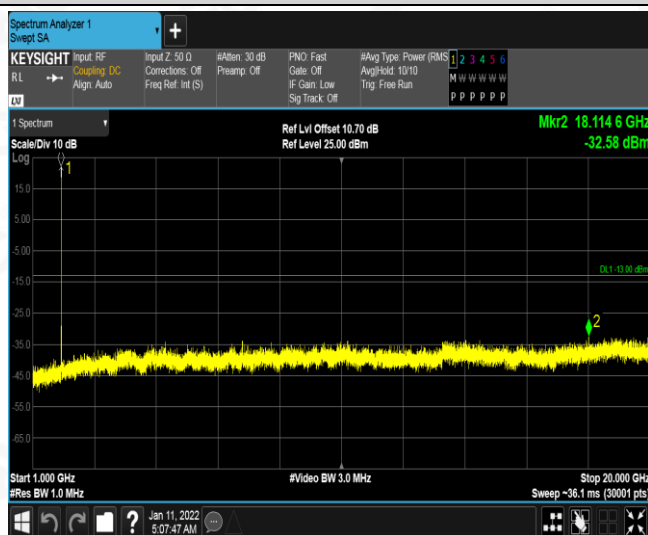 Spectrum Analyzer 1
Swept SA
+
KEYSIGHT
RL
Input: RF
Coupling: DC
Align: Auto
Input Z: 50 Ω
Corrections: Off
Freq Ref: Int (S)
#Atten: 30 dB
Preamp: Off
PNO: Fast
Gate: Off
IF Gain: Low
Sig Track: Off
#Avg Type: Power (RMS
Avg|Hold: 10/10
Trig: Free Run
1 2 3 4 5 6
M W W W W W
P P P P P P
LXI
1 Spectrum
Scale/Div 10 dB
Ref Lvl Offset 10.70 dB
Ref Level 25.00 dBm
Mkr2 18.114 6 GHz
-32.58 dBm
Log
1
15.0
5.00
-5.00
DL1 -13.00 dBm
-15.0
-25.0
2
-35.0
-45.0
-55.0
-65.0
Start 1.000 GHz
#Res BW 1.0 MHz
#Video BW 3.0 MHz
Stop 20.000 GHz
Sweep ~36.1 ms (30001 pts)
?
Jan 11, 2022
5:07:47 AM